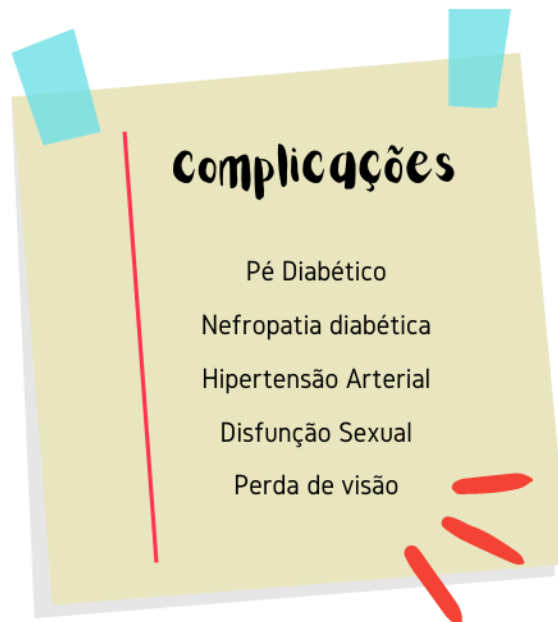 complicações
Pé Diabético
Nefropatia diabética
Hipertensão Arterial
Disfunção Sexual
Perda de visão